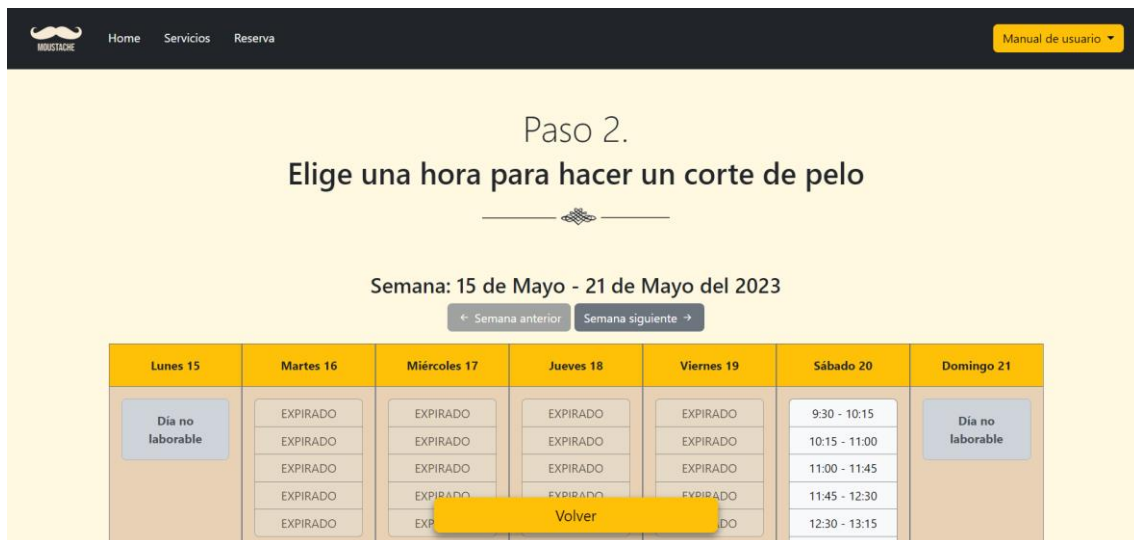 MOUSTACHE
Home Servicios Reserva
Manual de usuario
Paso 2.
Elige una hora para hacer un corte de pelo
Semana: 15 de Mayo - 21 de Mayo del 2023
← Semana anterior Semana siguiente →
Lunes 15 Martes 16 Miércoles 17 Jueves 18 Viernes 19 Sábado 20 Domingo 21
Día no laborable
EXPIRADO EXPIRADO EXPIRADO EXPIRADO 9:30 - 10:15
Día no laborable
EXPIRADO EXPIRADO EXPIRADO EXPIRADO 10:15 - 11:00
EXPIRADO EXPIRADO EXPIRADO EXPIRADO 11:00 - 11:45
EXPIRADO EXPIRADO EXPIRADO EXPIRADO 11:45 - 12:30
EXPIRADO EXP DO 12:30 - 13:15
Volver